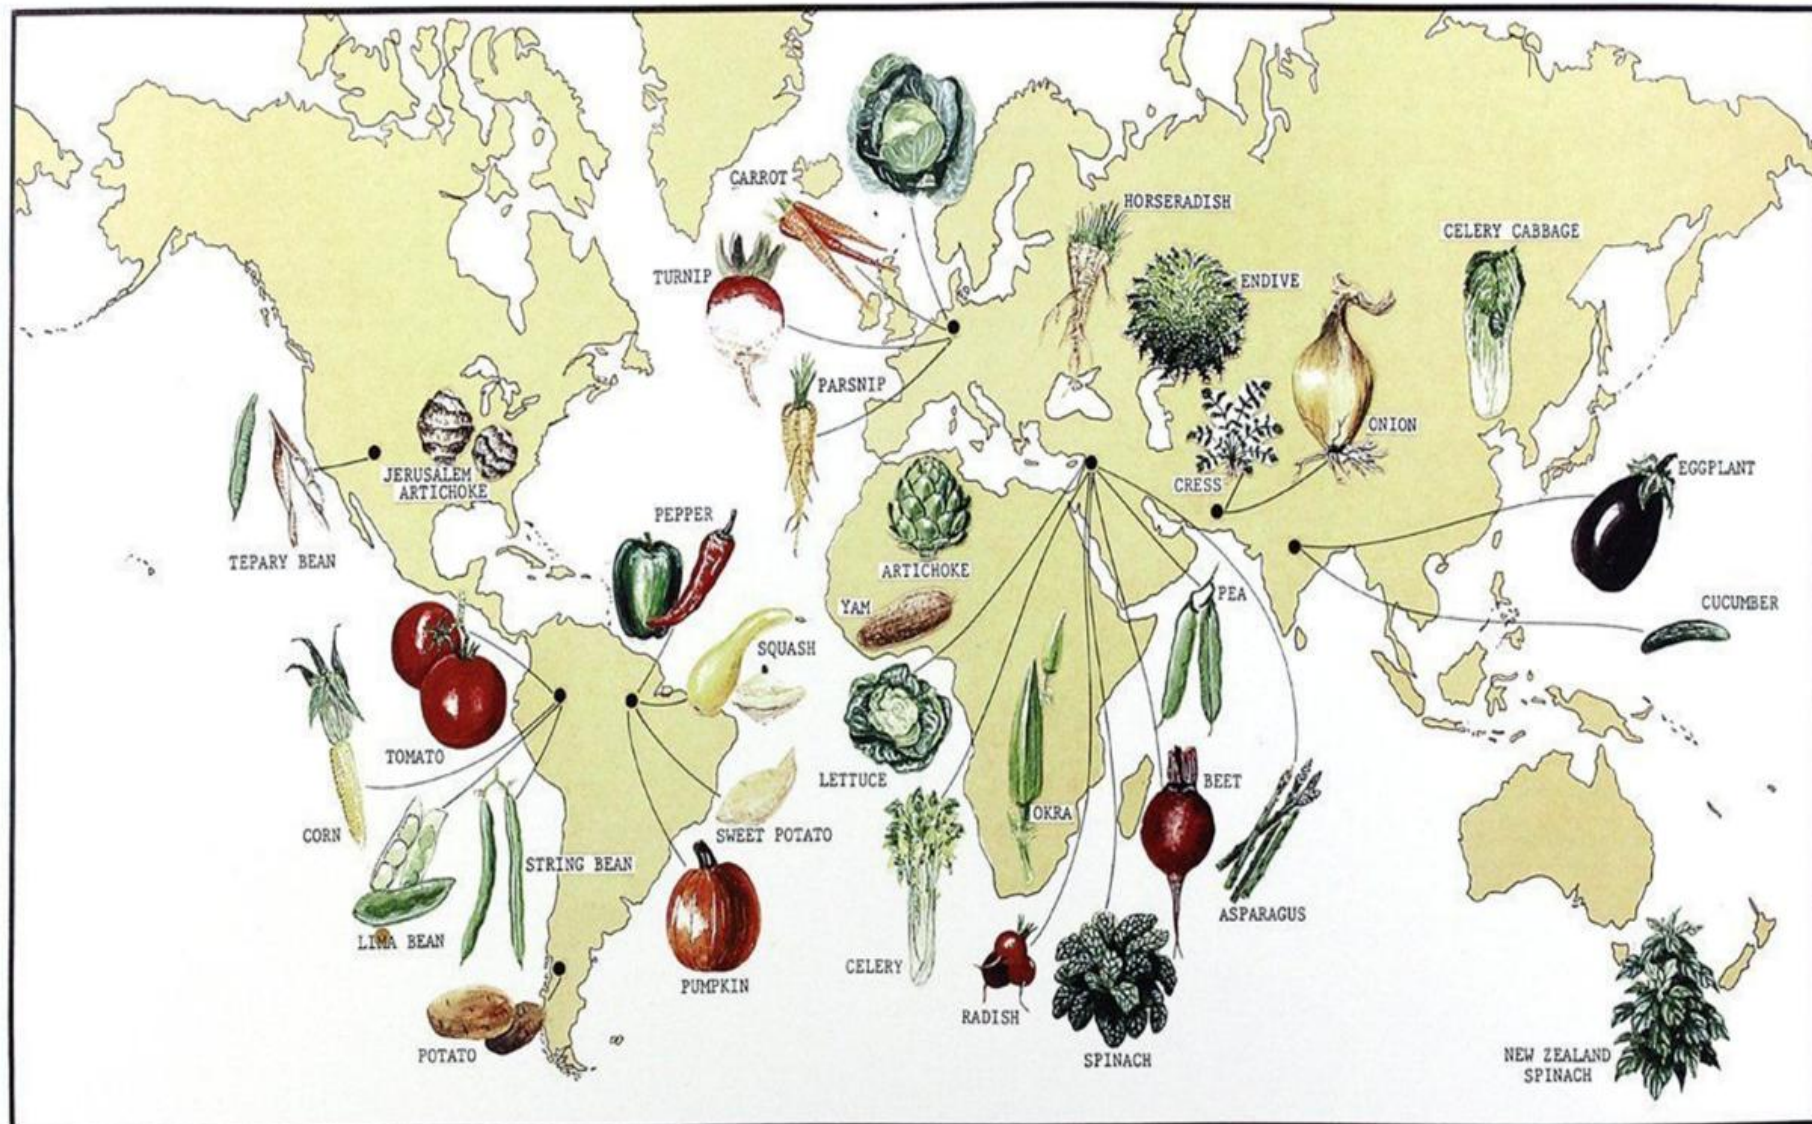 CARROT
HORSERADISH
CELERY CABBAGE
TURNIP
ENDIVE
PARSNIP
ONION
JERUSALEM
ARTICHOKE
CRESS
EGGPLANT
TEPARY BEAN
PEPPER
ARTICHOKE
PEA
YAM
CUCUMBER
SQUASH
TOMATO
LETTUCE
BEET
CORN
SWEET POTATO
OKRA
STRING BEAN
ASPARAGUS
LIMA BEAN
CELERY
PUMPKIN
RADISH
POTATO
SPINACH
NEW ZEALAND
SPINACH